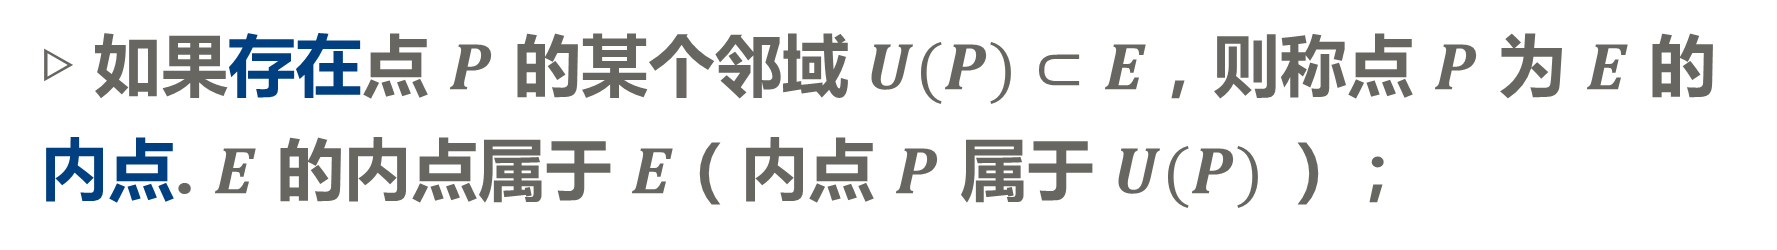 ▷ 如果存在点 P 的某个邻域 U(P) ⊂ E，则称点 P 为 E 的
内点. E 的内点属于 E（内点 P 属于 U(P) ）；